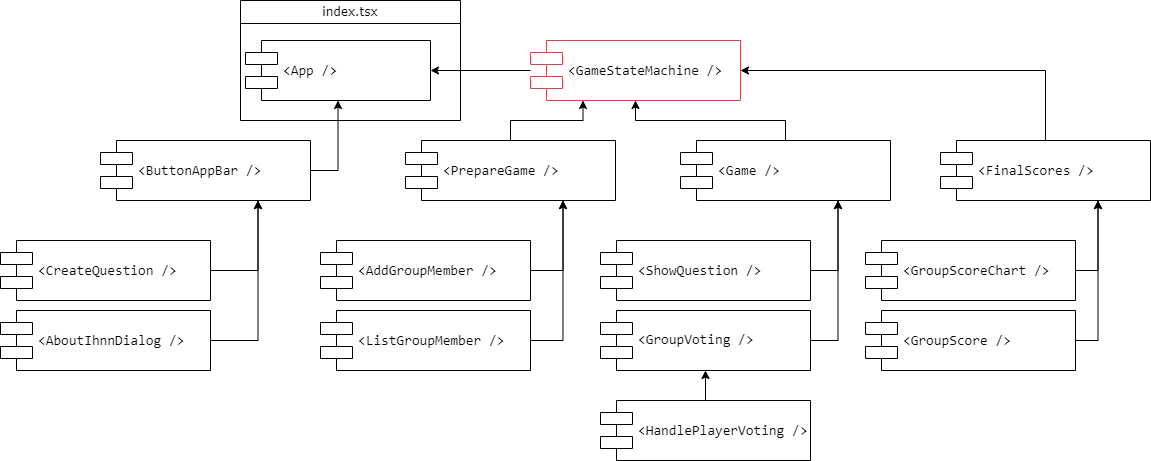 index.tsx
<App />
<GameStateMachine />
<ButtonAppBar />
<PrepareGame />
<Game />
<FinalScores />
<CreateQuestion />
<AddGroupMember />
<ShowQuestion />
<GroupScoreChart />
<AboutIhnnDialog />
<ListGroupMember />
<GroupVoting />
<GroupScore />
<HandlePlayerVoting />